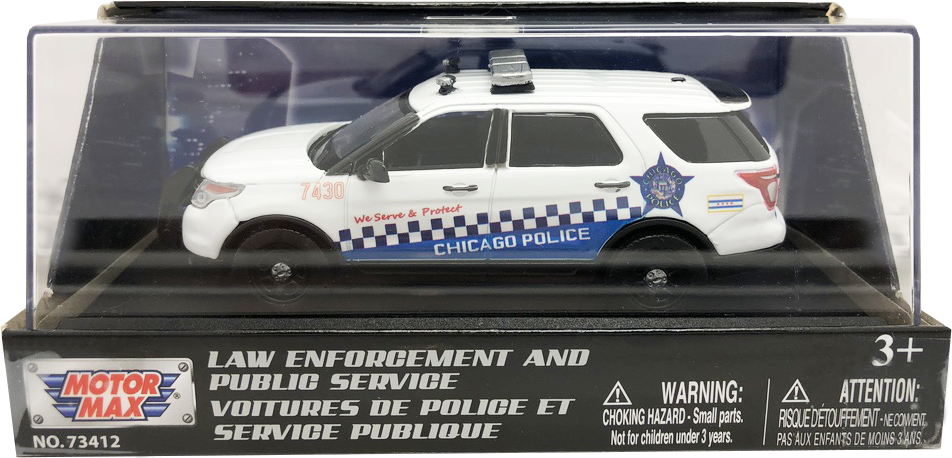 7430
We Serve & Protect
CHICAGO POLICE
CHICAGO
POLICE
3+
MOTOR
MAX
®
NO.73412
LAW ENFORCEMENT AND
PUBLIC SERVICE
VOITURES DE POLICE ET
SERVICE PUBLIQUE
WARNING:
CHOKING HAZARD - Small parts.
Not for children under 3 years.
ATTENTION:
RISQUE D'ÉTOUFFEMENT - NE CONVIENT
PAS AUX ENFANTS DE MOINS 3 ANS.